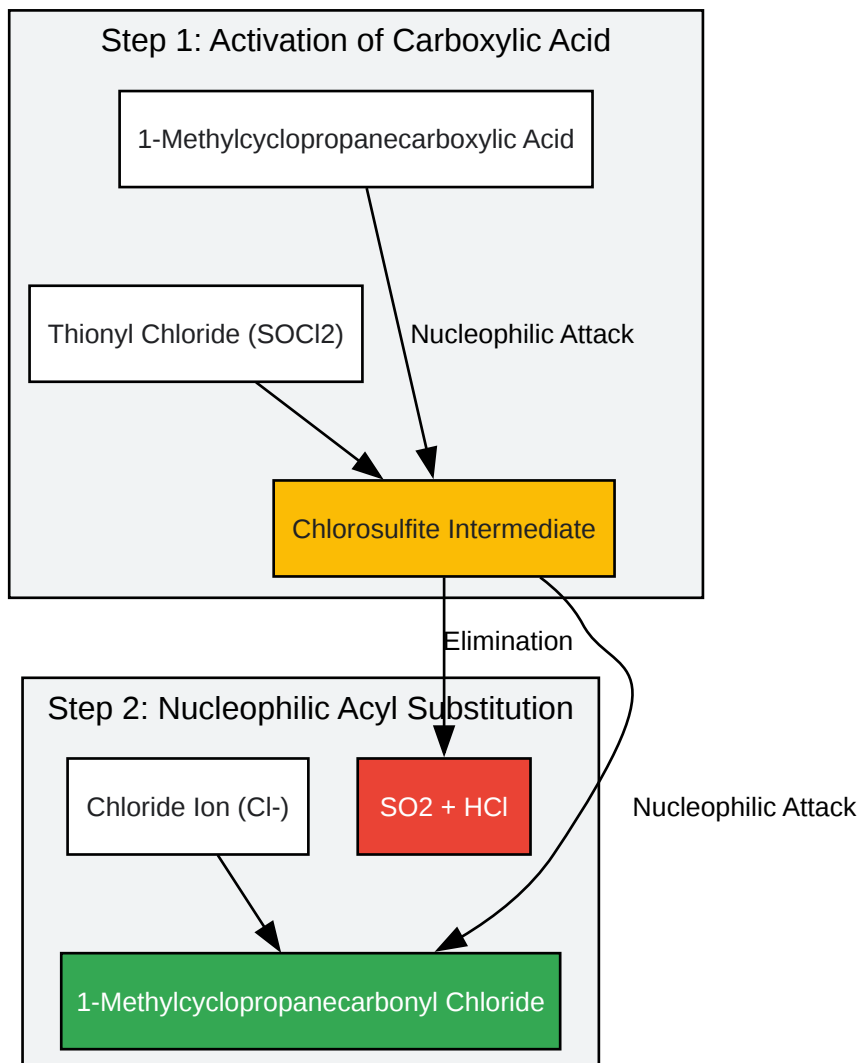 Step 1: Activation of Carboxylic Acid
1-Methylcyclopropanecarboxylic Acid
Thionyl Chloride (SOCl2)
Nucleophilic Attack
Chlorosulfite Intermediate
Elimination
Step 2: Nucleophilic Acyl Substitution
Chloride Ion (Cl-)
SO2 + HCl
Nucleophilic Attack
1-Methylcyclopropanecarbonyl Chloride